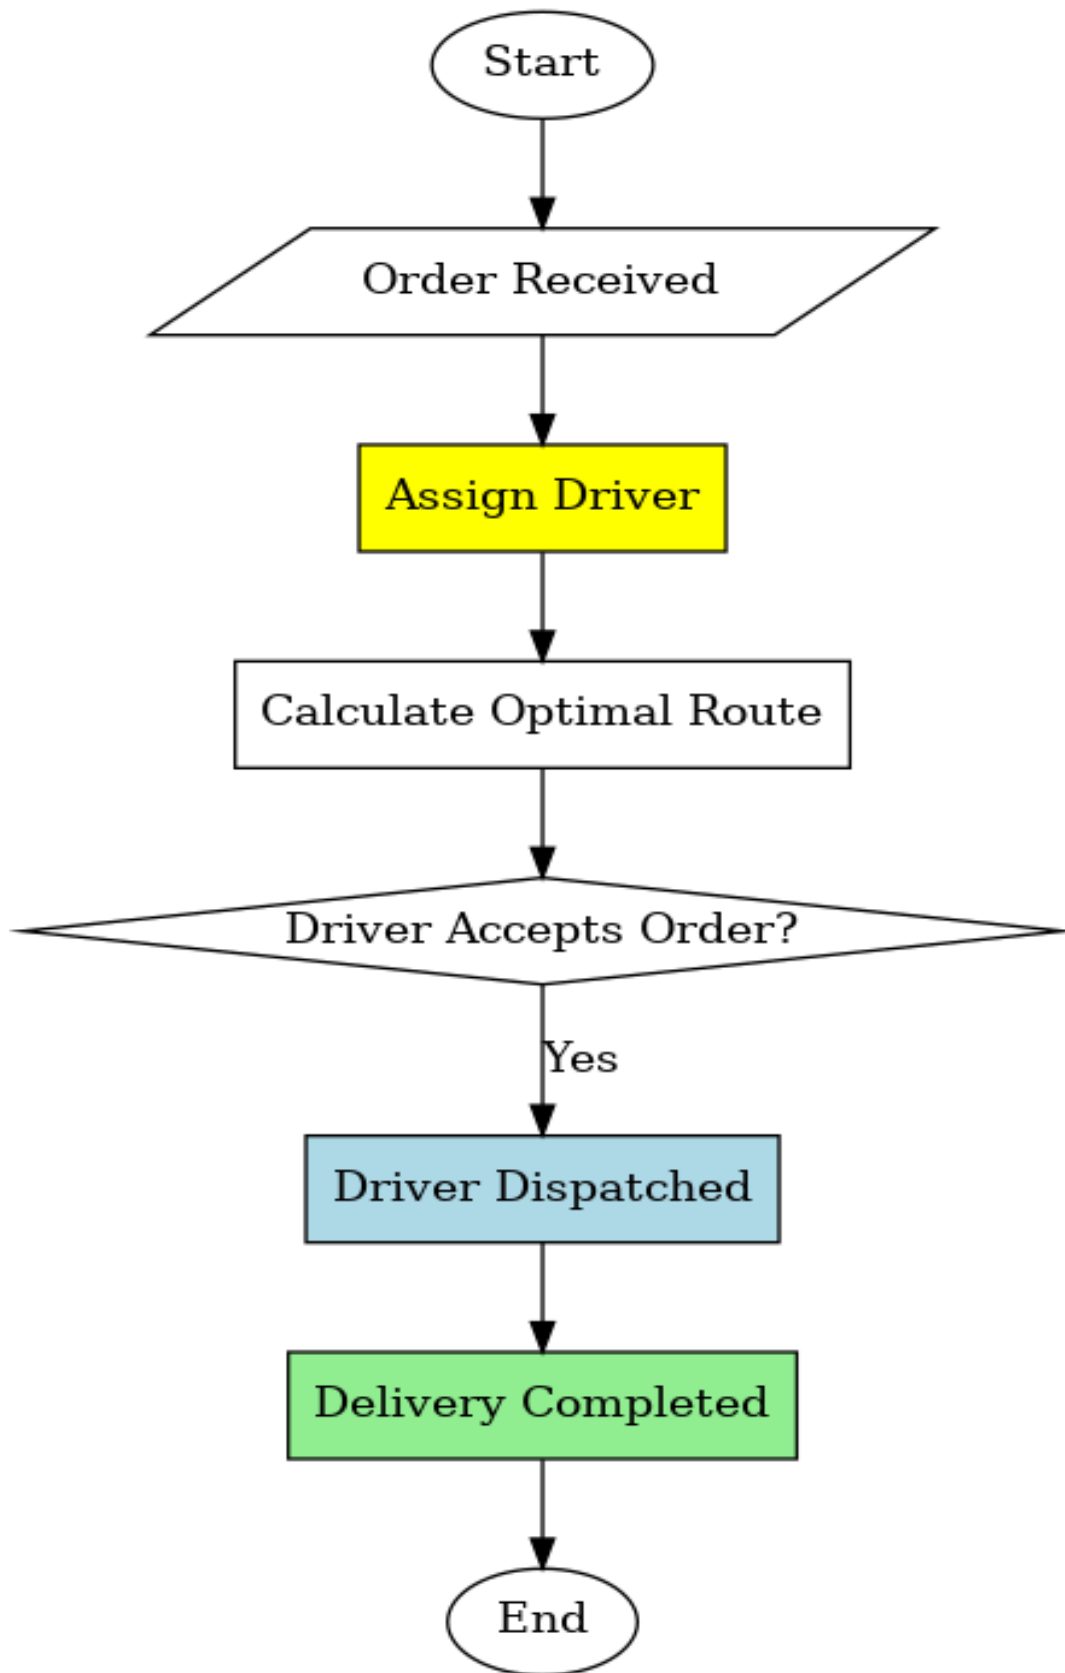 Start
Order Received
Assign Driver
Calculate Optimal Route
Driver Accepts Order?
Yes
Driver Dispatched
Delivery Completed
End